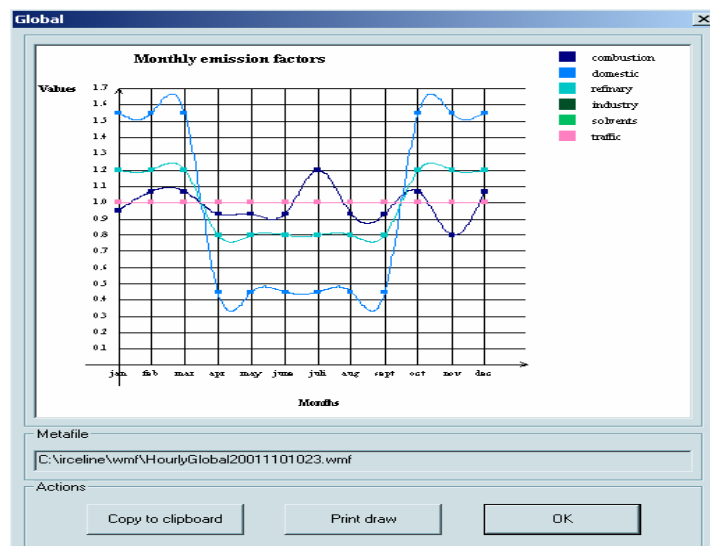 Global
Monthly emission factors
combustion
domestic
refinary
industry
solvents
traffic
Values
1.7
1.6
1.5
1.3
1.2
1.1
1.0
0.9
0.8
0.7
0.6
0.5
0.4
0.3
0.2
0.1
jan feb mar apr may june juli aug sept oct nov dec
Months
Metafile
C:\irceline\wmf\HourlyGlobal20011101023.wmf
Actions
Copy to clipboard Print draw OK